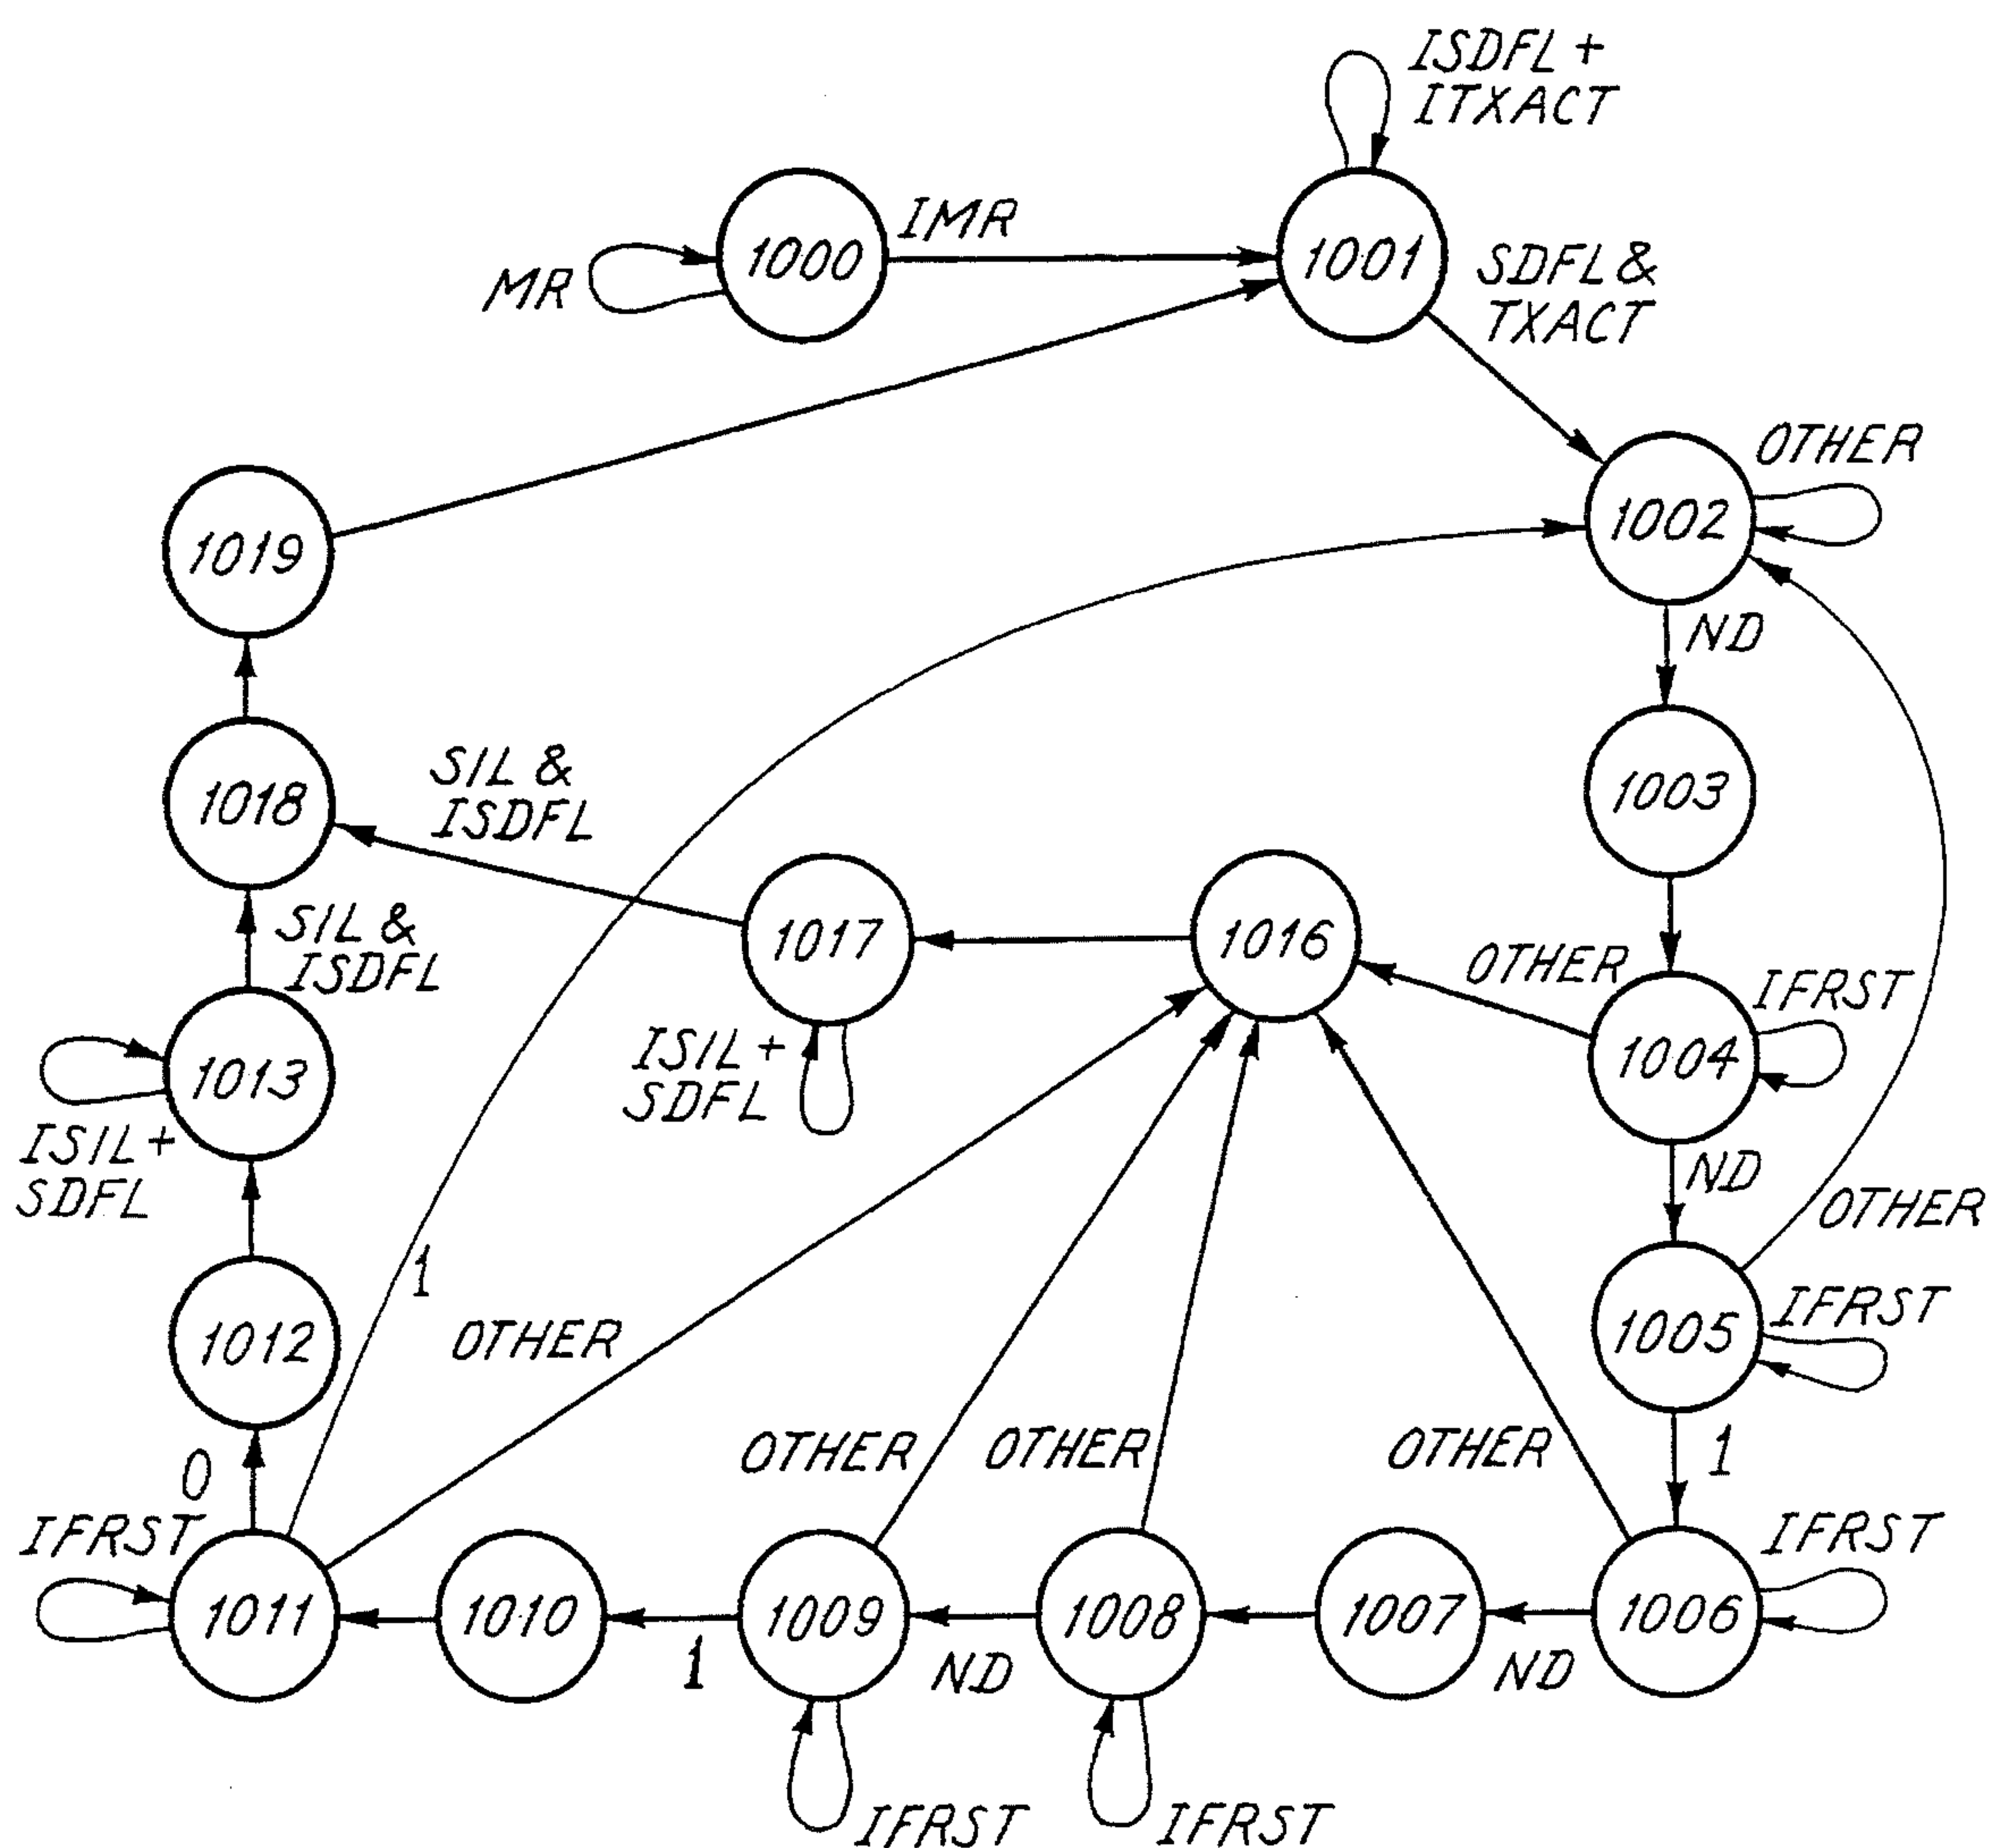 ISDFL +
ITXACT
IMR
1000
1001
MR
SDFL &
TXACT
OTHER
1002
1019
ND
SIL &
ISDFL
1003
1018
SIL &
ISDFL
1017
1016
OTHER
IFRST
1004
1013
ISIL +
SDFL
ISIL +
SDFL
ND
OTHER
1
IFRST
1005
1012
OTHER
0
OTHER
OTHER
OTHER
1
IFRST
IFRST
1011
1010
1009
1008
1007
1006
1
ND
ND
IFRST
IFRST